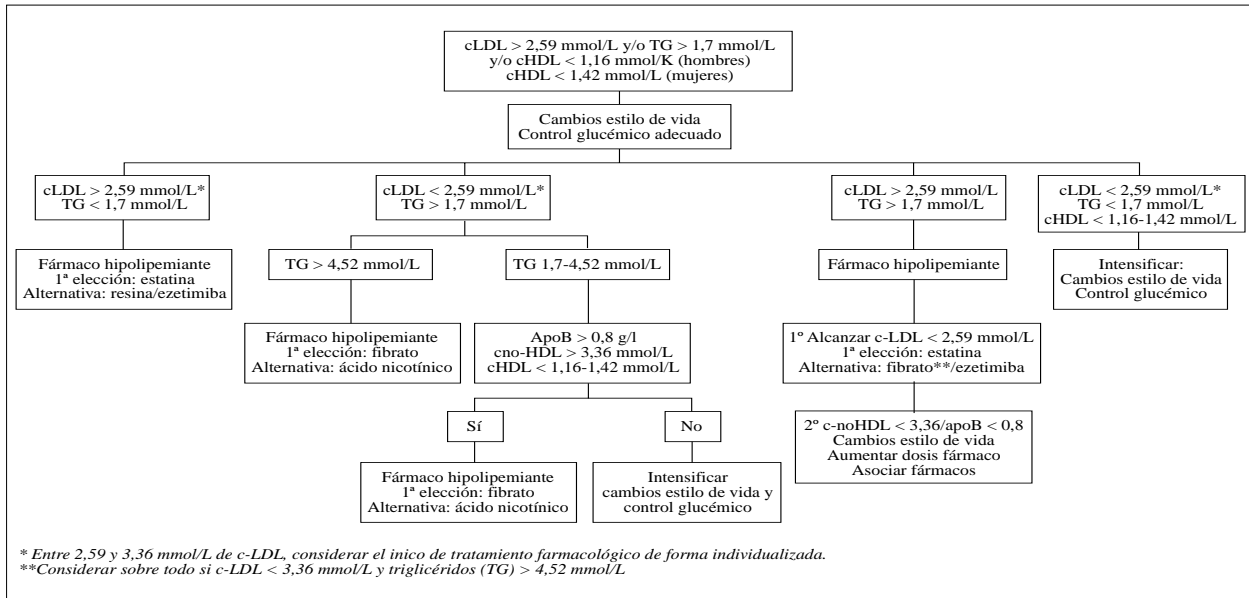 cLDL > 2,59 mmol/L y/o TG > 1,7 mmol/L
y/o cHDL < 1,16 mmol/K (hombres)
cHDL < 1,42 mmol/L (mujeres)
Cambios estilo de vida
Control glucémico adecuado
cLDL > 2,59 mmol/L*
TG < 1,7 mmol/L
cLDL < 2,59 mmol/L*
TG > 1,7 mmol/L
cLDL > 2,59 mmol/L
TG > 1,7 mmol/L
cLDL < 2,59 mmol/L*
TG < 1,7 mmol/L
cHDL < 1,16-1,42 mmol/L
Fármaco hipolipemiante
1ª elección: estatina
Alternativa: resina/ezetimiba
TG > 4,52 mmol/L
TG 1,7-4,52 mmol/L
Fármaco hipolipemiante
Intensificar:
Cambios estilo de vida
Control glucémico
Fármaco hipolipemiante
1ª elección: fibrato
Alternativa: ácido nicotínico
ApoB > 0,8 g/l
cno-HDL > 3,36 mmol/L
cHDL < 1,16-1,42 mmol/L
1º Alcanzar c-LDL < 2,59 mmol/L
1ª elección: estatina
Alternativa: fibrato**/ezetimiba
Sí
No
2º c-noHDL < 3,36/apoB < 0,8
Cambios estilo de vida
Aumentar dosis fármaco
Asociar fármacos
Fármaco hipolipemiante
1ª elección: fibrato
Alternativa: ácido nicotínico
Intensificar
cambios estilo de vida y
control glucémico
* Entre 2,59 y 3,36 mmol/L de c-LDL, considerar el inico de tratamiento farmacológico de forma individualizada.
**Considerar sobre todo si c-LDL < 3,36 mmol/L y triglicéridos (TG) > 4,52 mmol/L